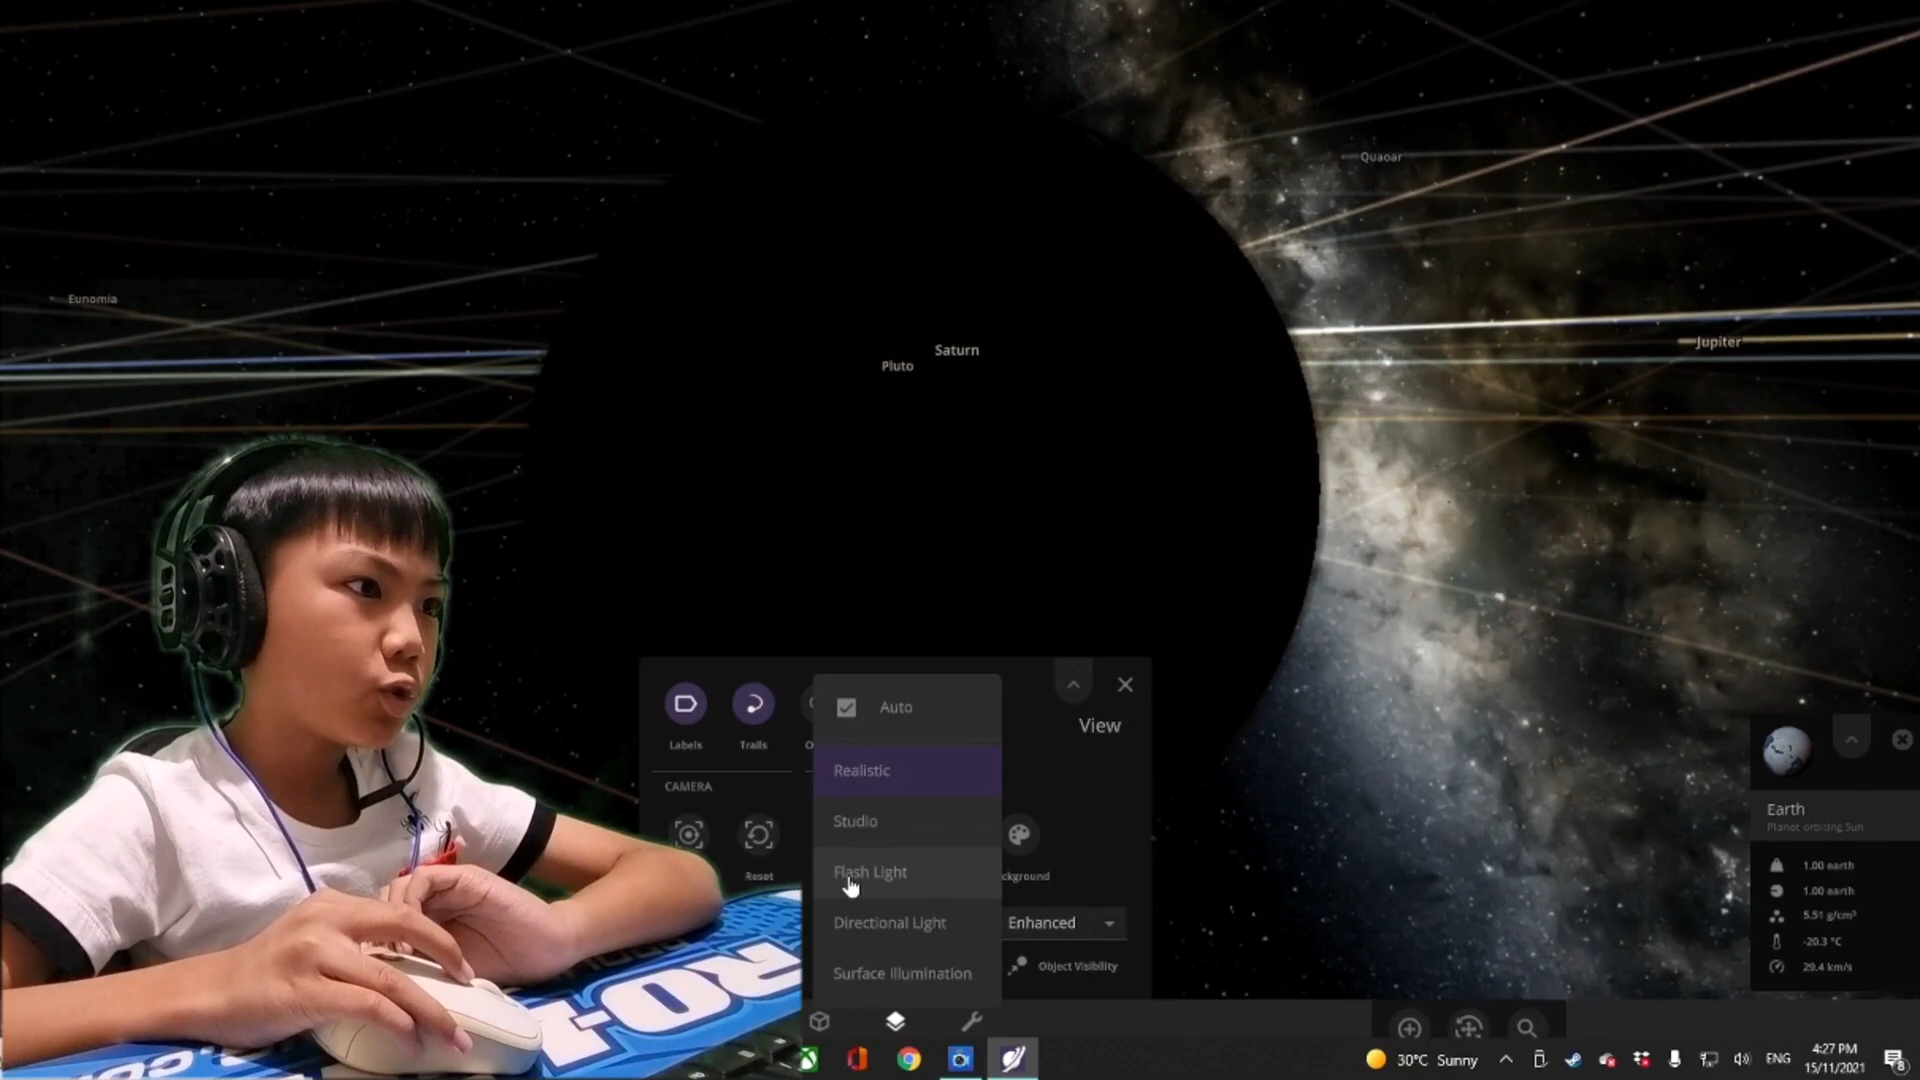 Quaoar
Eunomia
Jupiter
Saturn
Pluto
Auto
View
Labels
Trails
Realistic
CAMERA
Studio
Flash Light
Reset
Directional Light
Enhanced
Surface Illumination
Object Visibility
Earth
Planet orbiting Sun
1.00 earth
1.00 earth
5.51 g/cm³
-20.3 °C
29.4 km/s
30°C Sunny
ENG
4:27 PM
15/11/2021
8